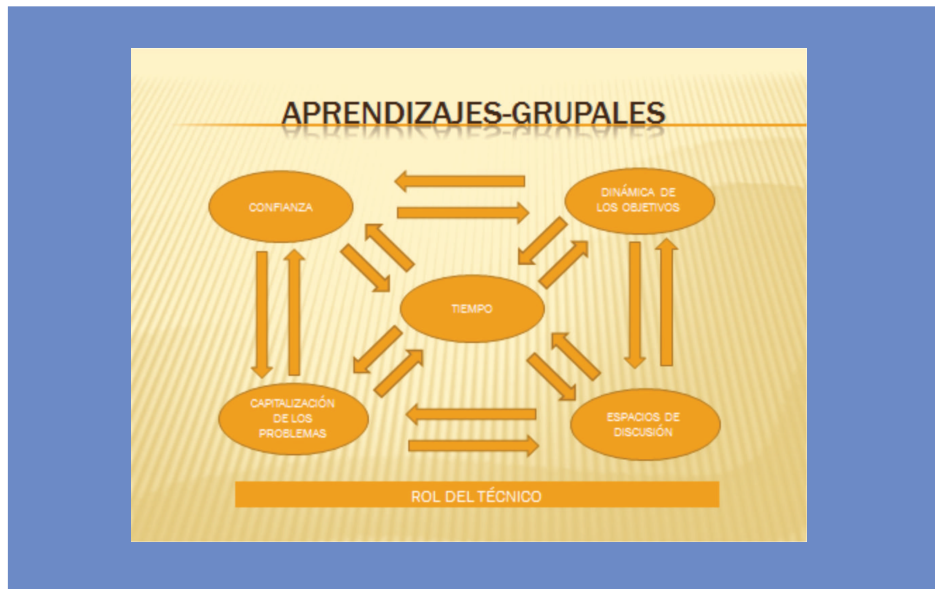 APRENDIZAJES-GRUPALES
CONFIANZA
DINÁMICA DE
LOS OBJETIVOS
TIEMPO
CAPITALIZACIÓN
DE LOS
PROBLEMAS
ESPACIOS DE
DISCUSIÓN
ROL DEL TÉCNICO